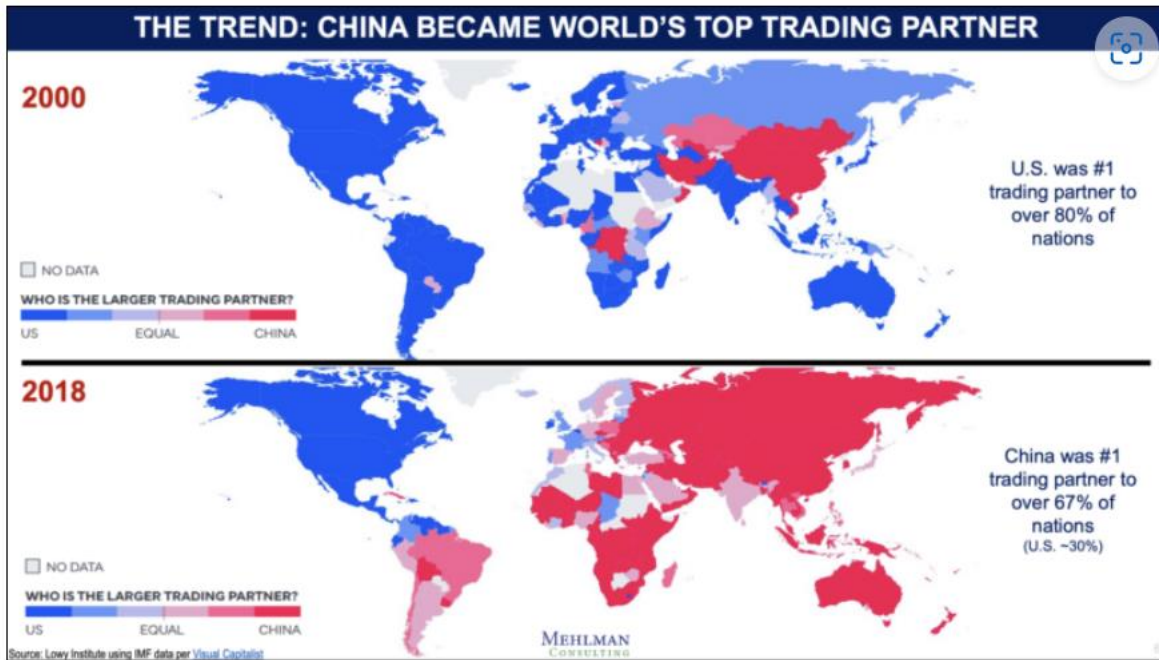 THE TREND: CHINA BECAME WORLD'S TOP TRADING PARTNER
2000
U.S. was #1
trading partner to
over 80% of
nations
NO DATA
WHO IS THE LARGER TRADING PARTNER?
US EQUAL CHINA
2018
China was #1
trading partner to
over 67% of
nations
(U.S. ~30%)
NO DATA
WHO IS THE LARGER TRADING PARTNER?
US EQUAL CHINA
MEHLMAN
CONSULTING
Source: Lowy Institute using IMF data per Visual Capitalist